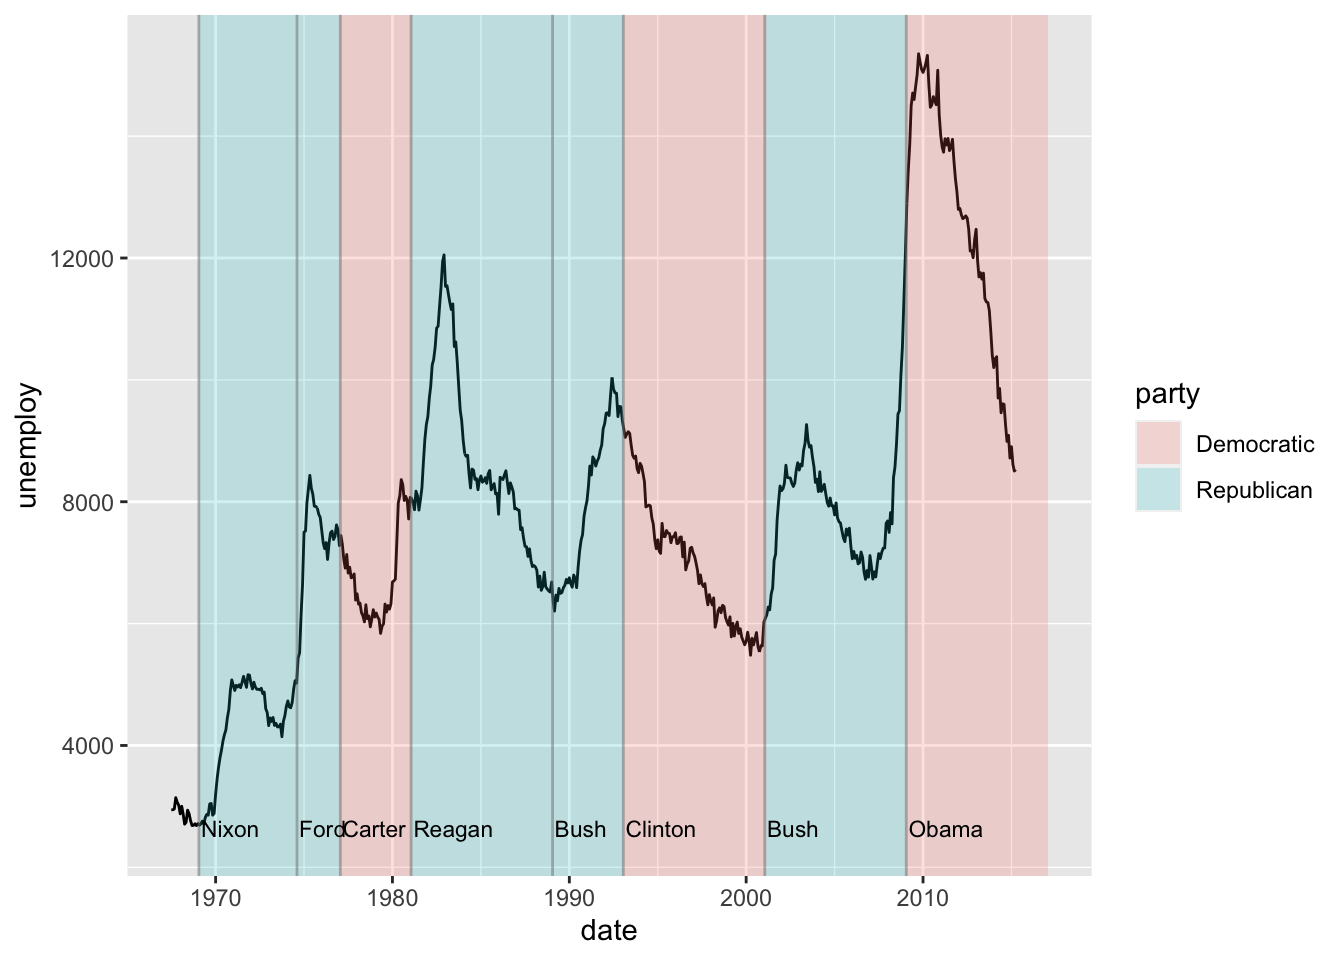 12000
8000
4000
unemploy
Nixon Ford Carter Reagan Bush Clinton Bush Obama
1970 1980 1990 2000 2010
date
party
Democratic
Republican